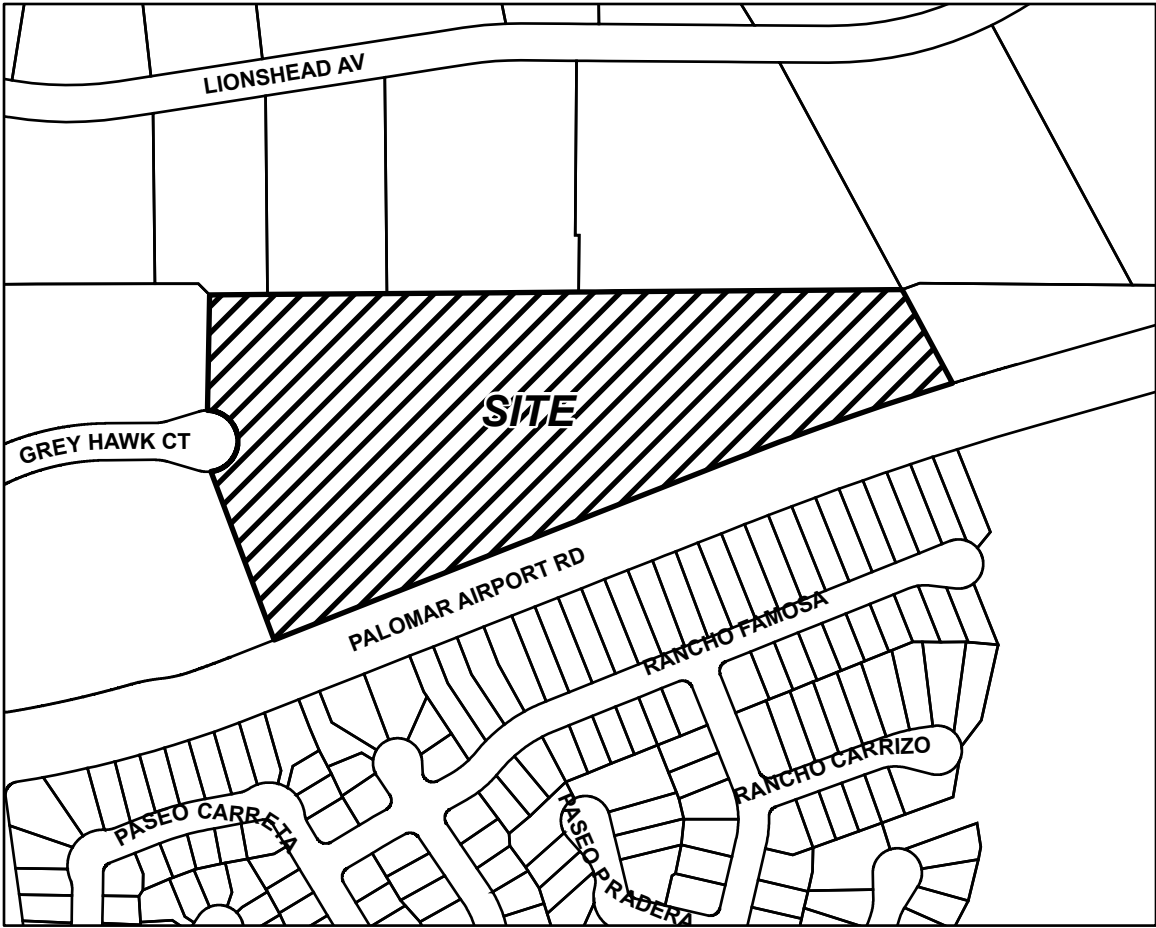 LIONSHEAD AV
SITE
GREY HAWK CT
PALOMAR AIRPORT RD
RANCHO FAMOSA
RANCHO CARRIZO
PASEO CARRETA
PASEO PRADERA